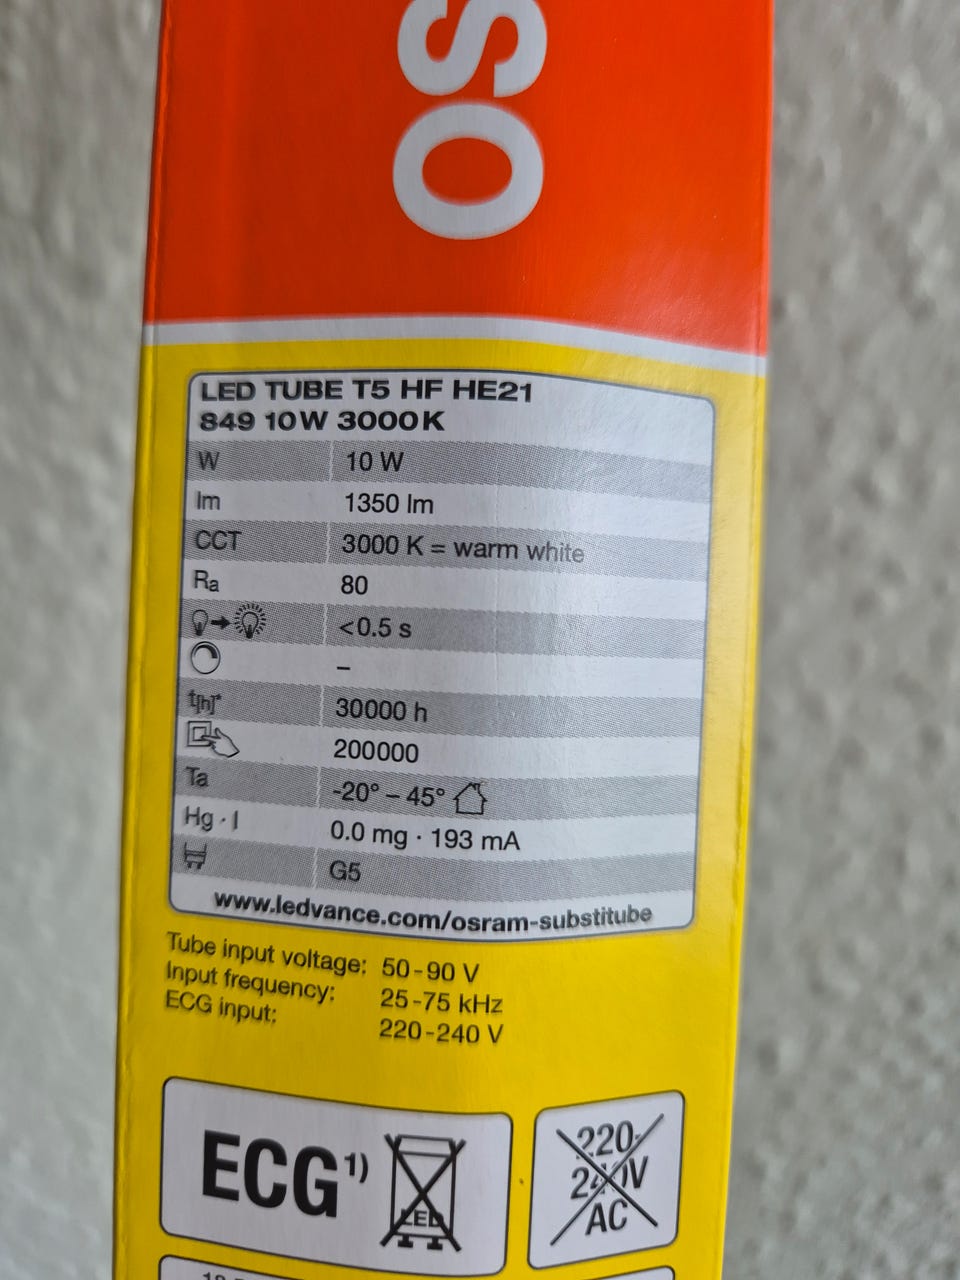 OS
LED TUBE T5 HF HE21
849 10W 3000K
W 10 W
lm 1350 lm
CCT 3000 K = warm white
Ra 80
<0.5 s
–
t[h]* 30000 h
200000
Ta -20° – 45°
Hg · I 0.0 mg · 193 mA
G5
www.ledvance.com/osram-substitube
Tube input voltage: 50-90 V
Input frequency: 25-75 kHz
ECG input: 220-240 V
ECG1)
LED
220-
240V
AC